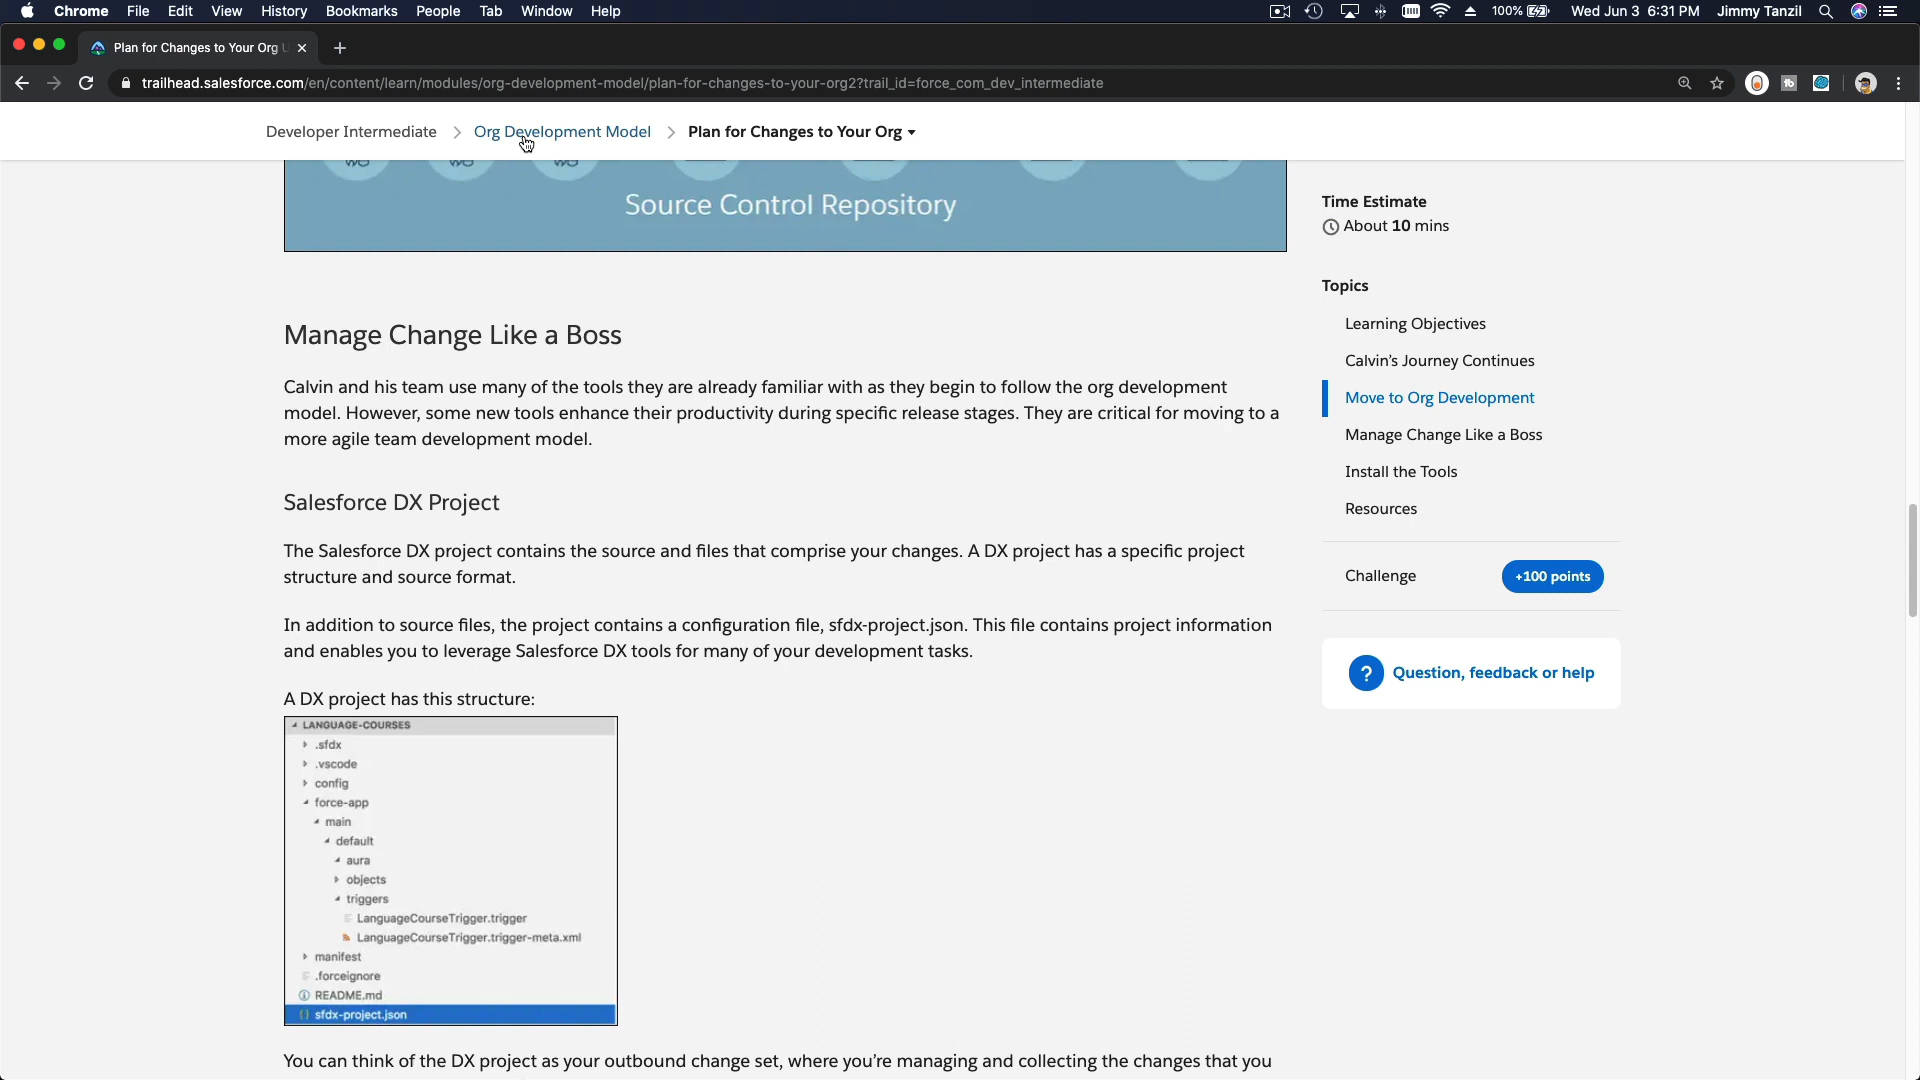 Chrome File Edit View History Bookmarks People Tab Window Help 100% Wed Jun 3 6:31 PM Jimmy Tanzil
Plan for Changes to Your Org
trailhead.salesforce.com/en/content/learn/modules/org-development-model/plan-for-changes-to-your-org2?trail_id=force_com_dev_intermediate
Developer Intermediate > Org Development Model > Plan for Changes to Your Org
Source Control Repository
Time Estimate
About 10 mins
Topics
Learning Objectives
Calvin’s Journey Continues
Move to Org Development
Manage Change Like a Boss
Install the Tools
Resources
Challenge +100 points
? Question, feedback or help
Manage Change Like a Boss
Calvin and his team use many of the tools they are already familiar with as they begin to follow the org development
model. However, some new tools enhance their productivity during specific release stages. They are critical for moving to a
more agile team development model.
Salesforce DX Project
The Salesforce DX project contains the source and files that comprise your changes. A DX project has a specific project
structure and source format.
In addition to source files, the project contains a configuration file, sfdx-project.json. This file contains project information
and enables you to leverage Salesforce DX tools for many of your development tasks.
A DX project has this structure:
LANGUAGE-COURSES
.sfdx
.vscode
config
force-app
main
default
aura
objects
triggers
LanguageCourseTrigger.trigger
LanguageCourseTrigger.trigger-meta.xml
manifest
.forceignore
README.md
sfdx-project.json
You can think of the DX project as your outbound change set, where you’re managing and collecting the changes that you